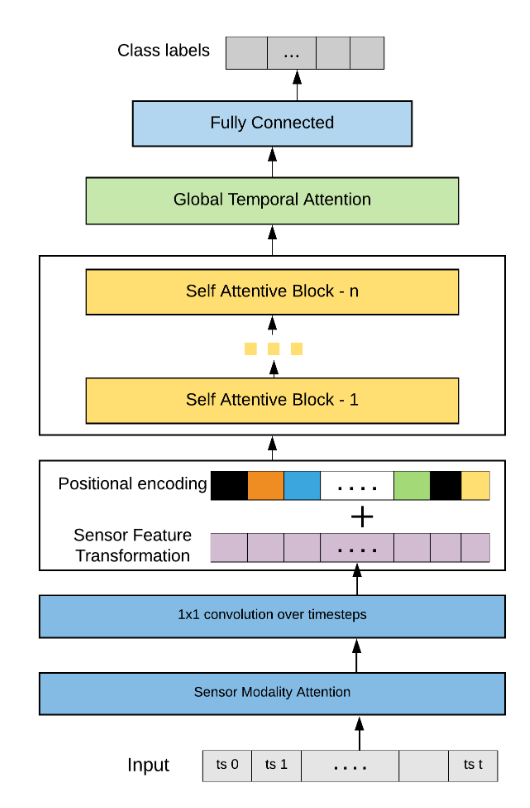 Class labels
...
Fully Connected
Global Temporal Attention
Self Attentive Block - n
Self Attentive Block - 1
Positional encoding
. . . .
+
Sensor Feature
Transformation
. . . .
1x1 convolution over timesteps
Sensor Modality Attention
Input ts 0 ts 1 . . . . ts t